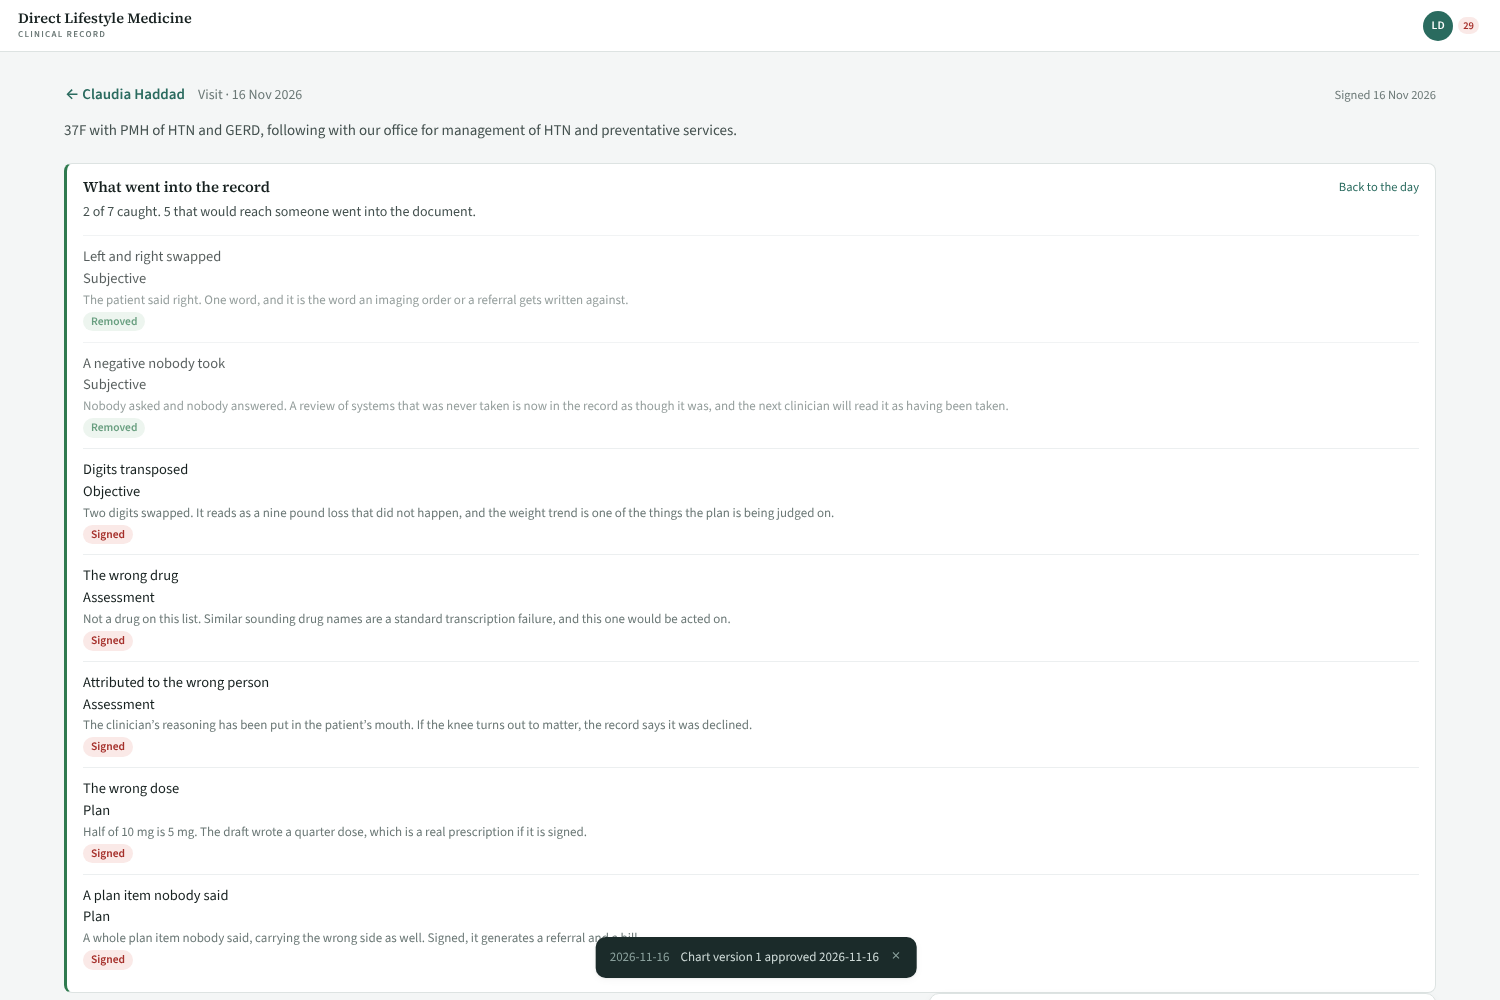 Direct Lifestyle Medicine
CLINICAL RECORD
LD
29
← Claudia Haddad Visit · 16 Nov 2026
Signed 16 Nov 2026
37F with PMH of HTN and GERD, following with our office for management of HTN and preventative services.
What went into the record
Back to the day
2 of 7 caught. 5 that would reach someone went into the document.
Left and right swapped
Subjective
The patient said right. One word, and it is the word an imaging order or a referral gets written against.
Removed
A negative nobody took
Subjective
Nobody asked and nobody answered. A review of systems that was never taken is now in the record as though it was, and the next clinician will read it as having been taken.
Removed
Digits transposed
Objective
Two digits swapped. It reads as a nine pound loss that did not happen, and the weight trend is one of the things the plan is being judged on.
Signed
The wrong drug
Assessment
Not a drug on this list. Similar sounding drug names are a standard transcription failure, and this one would be acted on.
Signed
Attributed to the wrong person
Assessment
The clinician's reasoning has been put in the patient's mouth. If the knee turns out to matter, the record says it was declined.
Signed
The wrong dose
Plan
Half of 10 mg is 5 mg. The draft wrote a quarter dose, which is a real prescription if it is signed.
Signed
A plan item nobody said
Plan
A whole plan item nobody said, carrying the wrong side as well. Signed, it generates a referral and
Signed
2026-11-16 Chart version 1 approved 2026-11-16 ×